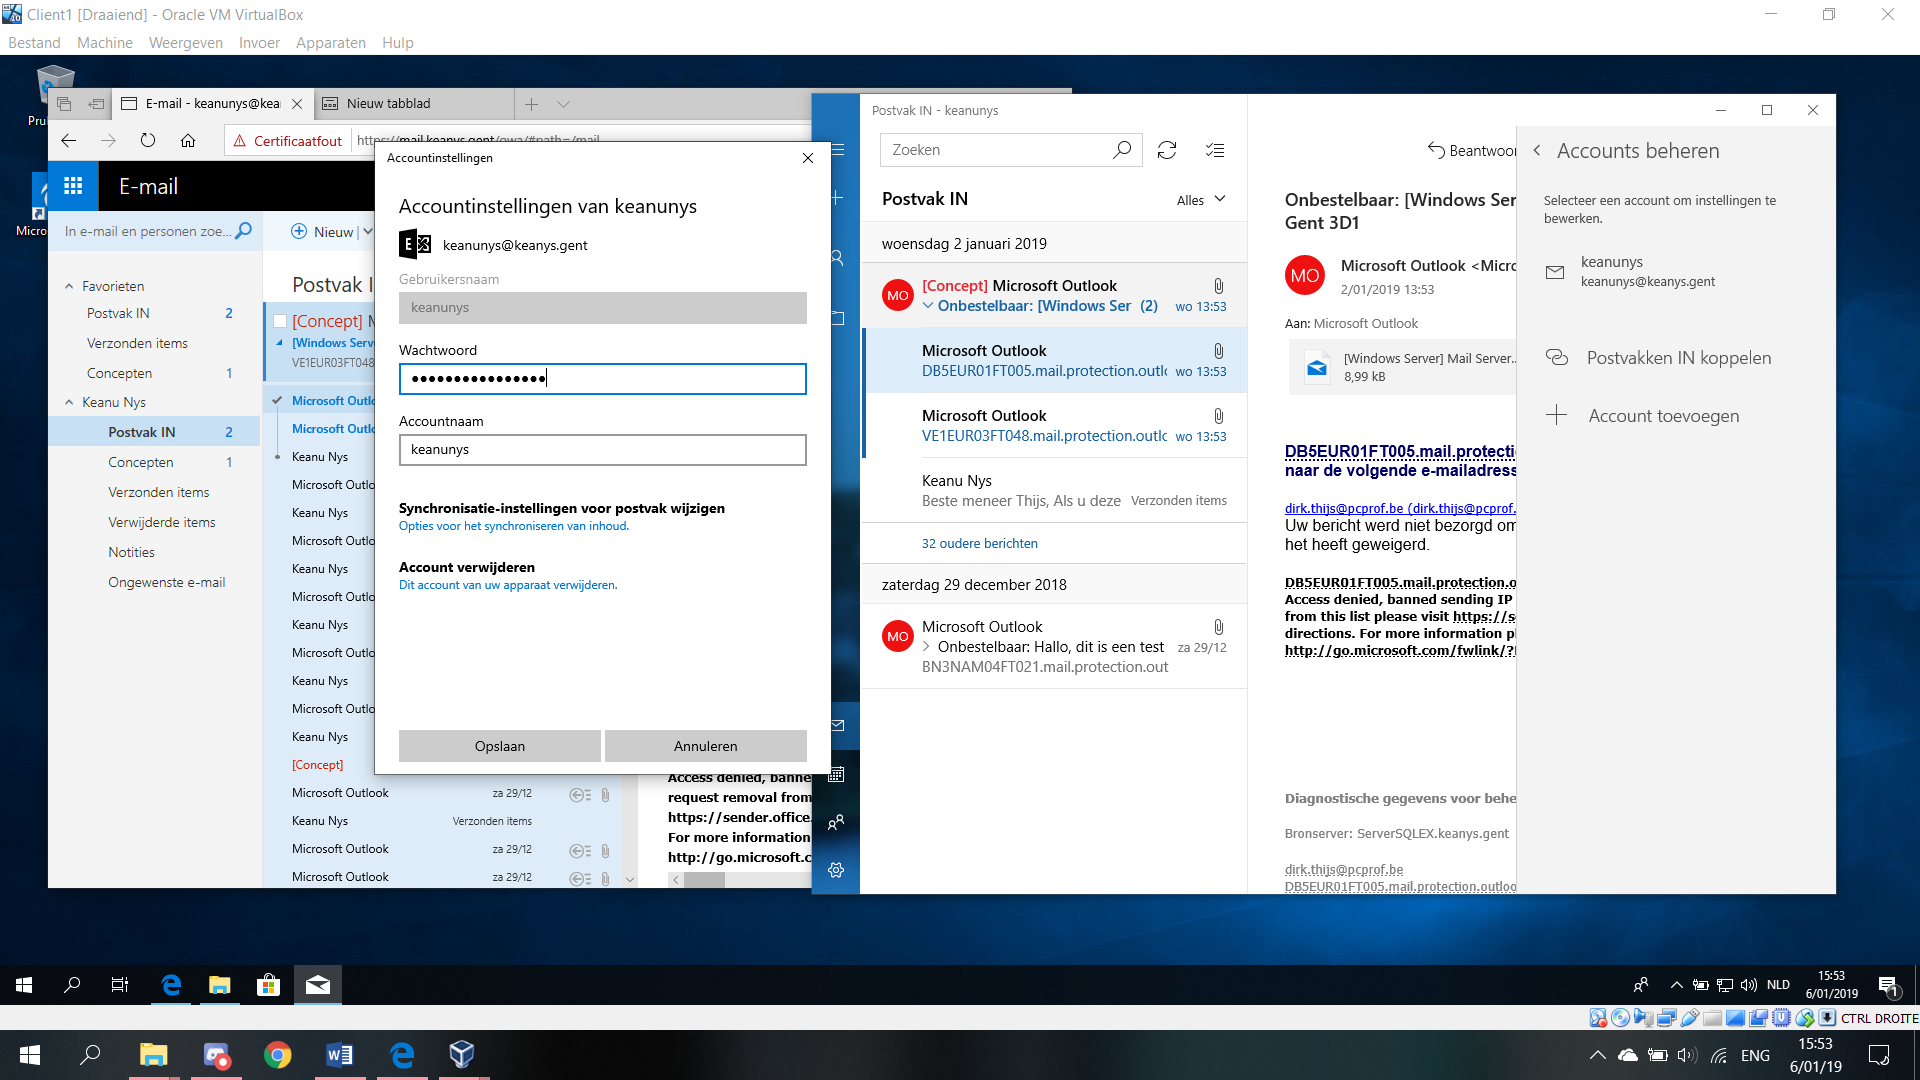 Client1 [Draaiend] - Oracle VM VirtualBox
Bestand Machine Weergeven Invoer Apparaten Hulp
E-mail - keanunys@kea
Nieuw tabblad
Certificaatfout
https://mail.keanys.gent/owa/#path=/mail
E-mail
In e-mail en personen zoe...
Nieuw
Favorieten
Postvak IN 2
Verzonden items
Concepten 1
Keanu Nys
Postvak IN 2
Concepten 1
Verzonden items
Verwijderde items
Notities
Ongewenste e-mail
Postvak I
[Concept] M
[Windows Serve
VE1EUR03FT048
Microsoft Outlo
Microsoft Outlo
Keanu Nys
Microsoft Outlo
Keanu Nys
Microsoft Outlo
Keanu Nys
Microsoft Outlo
Keanu Nys
Microsoft Outlo
Keanu Nys
Microsoft Outlo
Keanu Nys
[Concept]
Microsoft Outlook za 29/12
Keanu Nys Verzonden items
Microsoft Outlook za 29/12
Microsoft Outlook za 29/12
Access denied, banne
request removal from
https://sender.office.
For more information
http://go.microsoft.c
Accountinstellingen
Accountinstellingen van keanunys
keanunys@keanys.gent
Gebruikersnaam
keanunys
Wachtwoord
Accountnaam
keanunys
Synchronisatie-instellingen voor postvak wijzigen
Opties voor het synchroniseren van inhoud.
Account verwijderen
Dit account van uw apparaat verwijderen.
Opslaan
Annuleren
Postvak IN - keanunys
Zoeken
Postvak IN
Alles
woensdag 2 januari 2019
MO
[Concept] Microsoft Outlook
Onbestelbaar: [Windows Ser (2) wo 13:53
Microsoft Outlook
DB5EUR01FT005.mail.protection.outlo wo 13:53
Microsoft Outlook
VE1EUR03FT048.mail.protection.outlo wo 13:53
Keanu Nys
Beste meneer Thijs, Als u deze Verzonden items
32 oudere berichten
zaterdag 29 december 2018
MO
Microsoft Outlook
Onbestelbaar: Hallo, dit is een test za 29/12
BN3NAM04FT021.mail.protection.out
Beantwoor
Onbestelbaar: [Windows Ser
Gent 3D1
MO
Microsoft Outlook <Micro
2/01/2019 13:53
Aan: Microsoft Outlook
[Windows Server] Mail Server..
8,99 kB
DB5EUR01FT005.mail.protecti
naar de volgende e-mailadress
dirk.thijs@pcprof.be (dirk.thijs@pcprof.
Uw bericht werd niet bezorgd om
het heeft geweigerd.
DB5EUR01FT005.mail.protection.o
Access denied, banned sending IP
from this list please visit https://s
directions. For more information pl
http://go.microsoft.com/fwlink/?
Diagnostische gegevens voor behe
Bronserver: ServerSQLEX.keanys.gent
dirk.thijs@pcprof.be
DB5EUR01FT005.mail.protection.outloo
Accounts beheren
Selecteer een account om instellingen te
bewerken.
keanunys
keanunys@keanys.gent
Postvakken IN koppelen
Account toevoegen
NLD
15:53
6/01/2019
1
CTRL DROITE
ENG
15:53
6/01/19